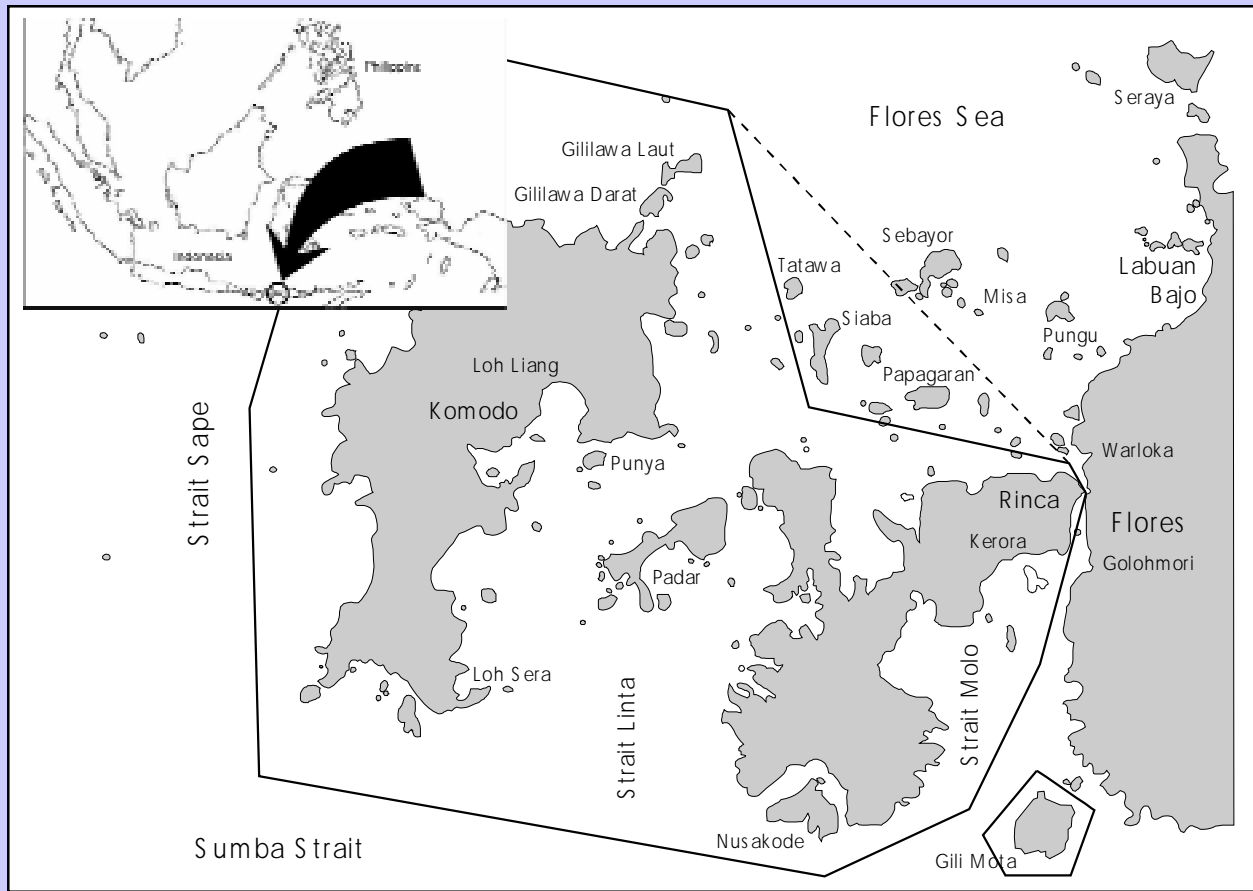 Philippins
Indonesia
Flores Sea
Seraya
Gililawa Laut
Gililawa Darat
Sebayor
Tatawa
Labuan
Bajo
Misa
Siaba
Pungu
Loh Liang
Papagaran
Komodo
Strait Sape
Warloka
Punya
Rinca
Flores
Kerora
Golohmori
Padar
Loh Sera
Strait Linta
Strait Molo
Nusakode
Sumba Strait
Gili Mota